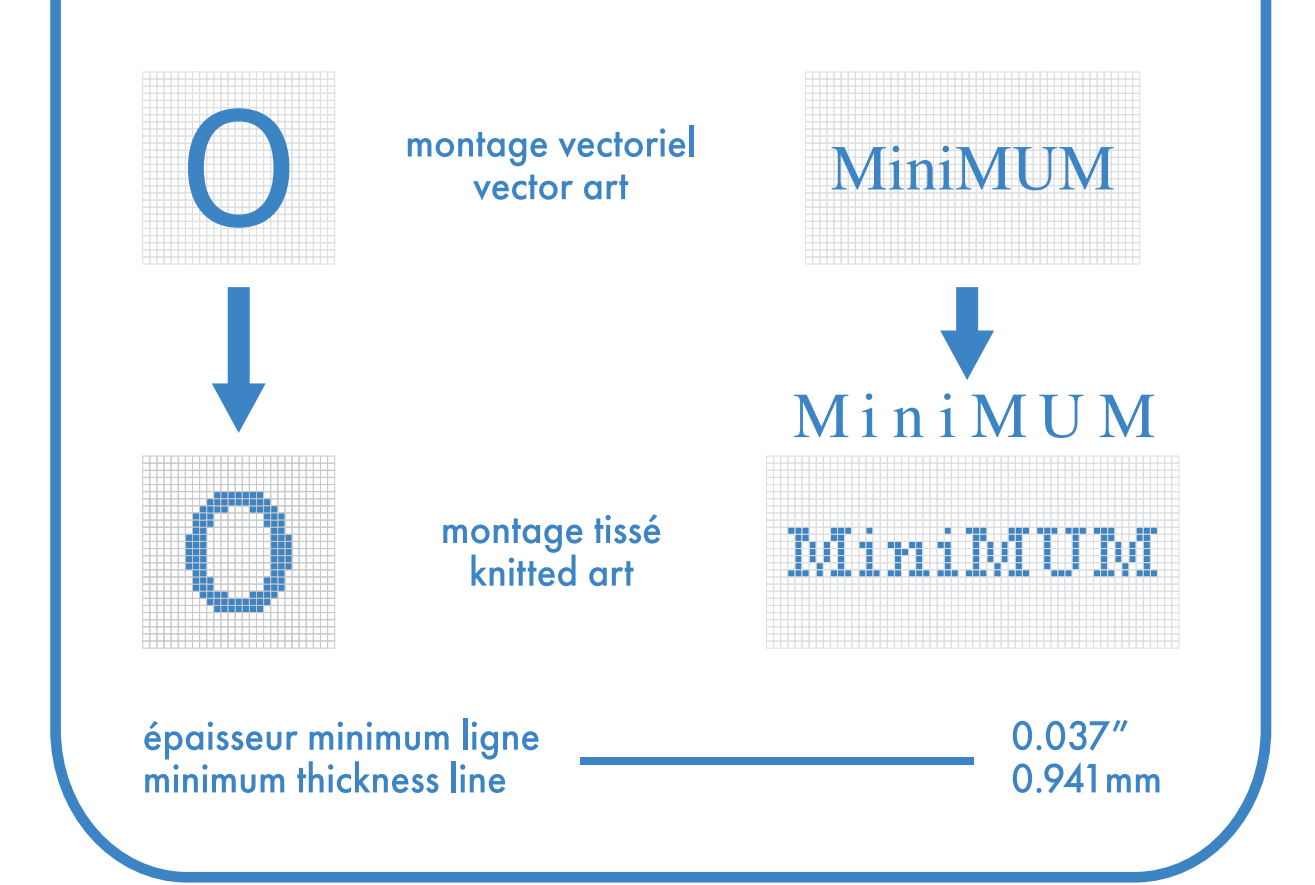 O
montage vectoriel
vector art
MiniMUM
MiniMUM
O
montage tissé
knitted art
MiniMUM
épaisseur minimum ligne
minimum thickness line
0.037"
0.941mm